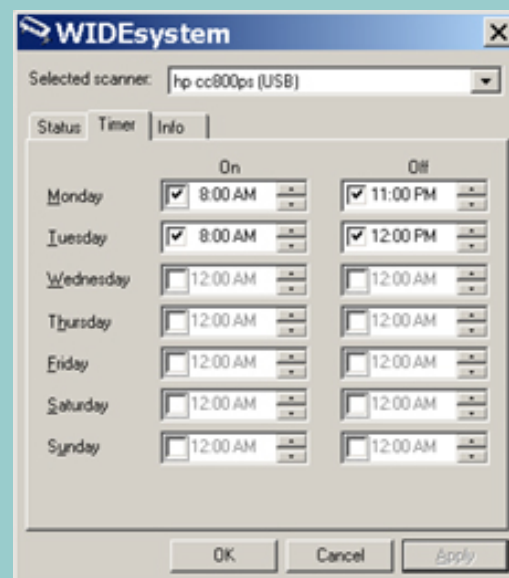 WIDEsystem
Selected scanner: hp cc800ps (USB)
Status Timer Info
On Off
Monday 8:00 AM 11:00 PM
Tuesday 8:00 AM 12:00 PM
Wednesday 12:00 AM 12:00 AM
Thursday 12:00 AM 12:00 AM
Friday 12:00 AM 12:00 AM
Saturday 12:00 AM 12:00 AM
Sunday 12:00 AM 12:00 AM
OK Cancel Apply